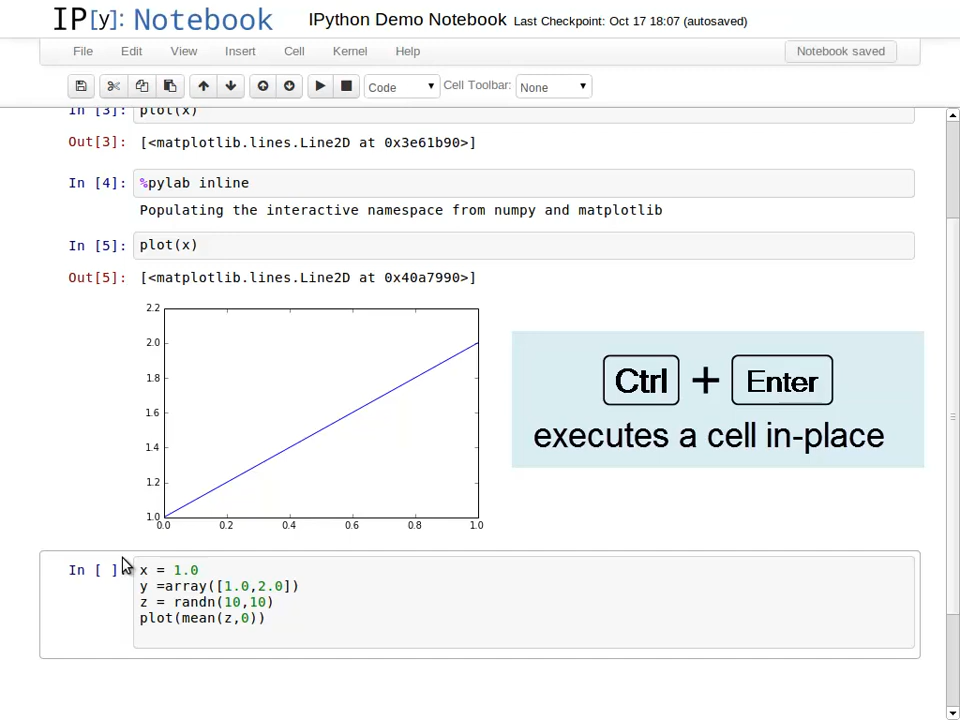 IP[y]: Notebook
IPython Demo Notebook Last Checkpoint: Oct 17 18:07 (autosaved)
File Edit View Insert Cell Kernel Help
Notebook saved
Code
Cell Toolbar: None
In [3]: plot(x)
Out[3]: [<matplotlib.lines.Line2D at 0x3e61b90>]
In [4]: %pylab inline
Populating the interactive namespace from numpy and matplotlib
In [5]: plot(x)
Out[5]: [<matplotlib.lines.Line2D at 0x40a7990>]
2.2
2.0
1.8
1.6
1.4
1.2
1.0
0.0 0.2 0.4 0.6 0.8 1.0
Ctrl + Enter
executes a cell in-place
In [ ]: x = 1.0
y =array([1.0,2.0])
z = randn(10,10)
plot(mean(z,0))